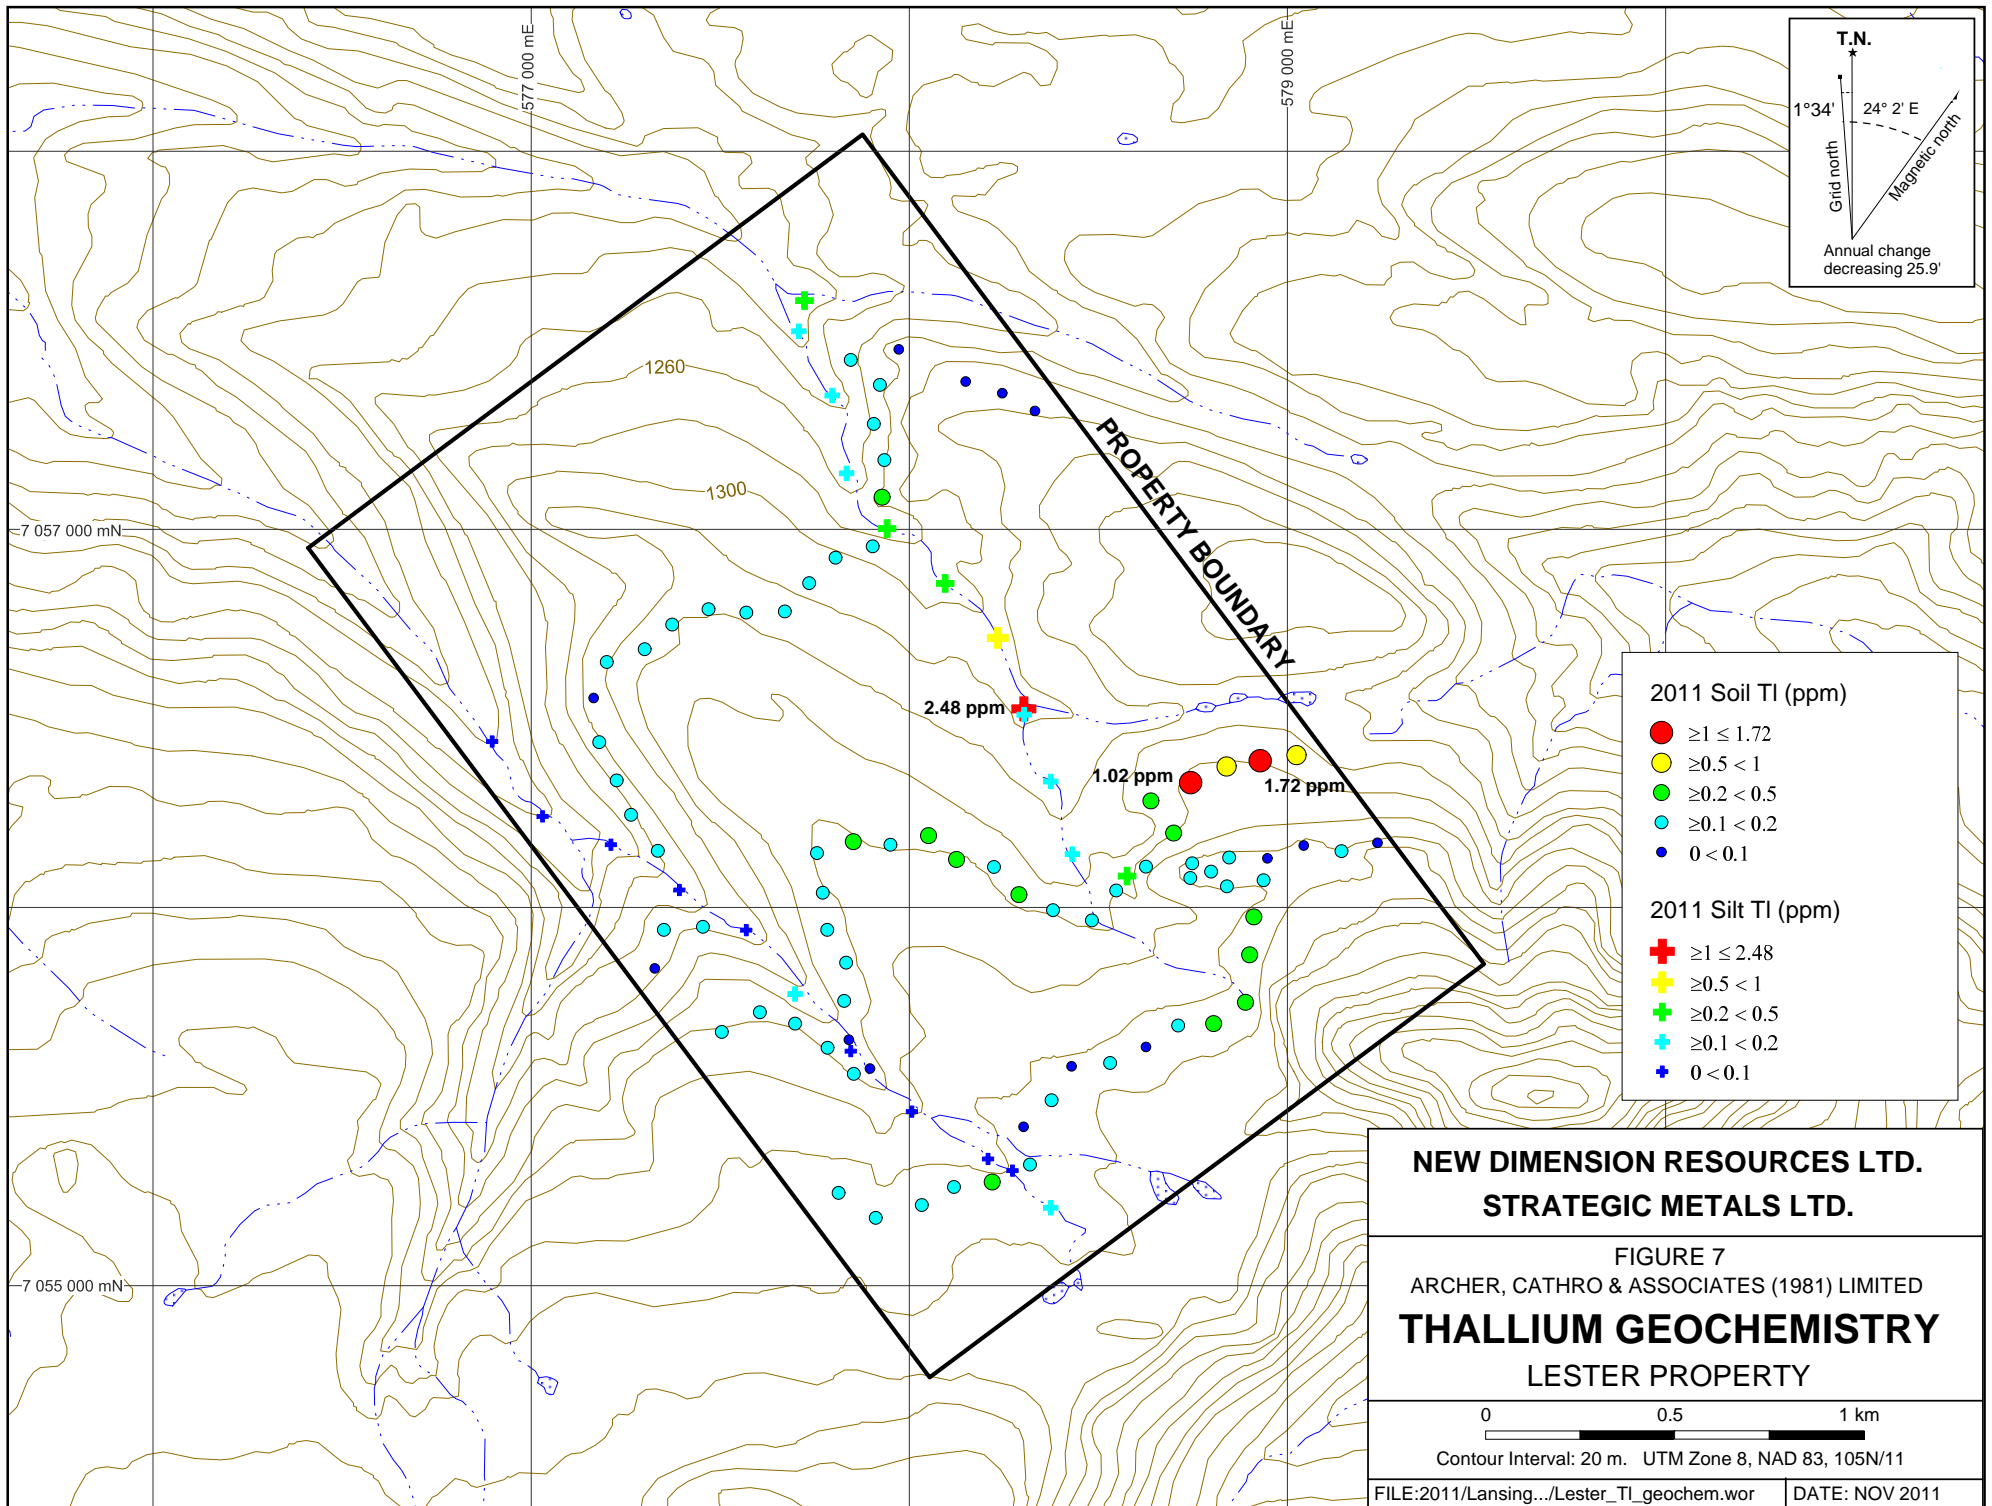 577 000 mE
579 000 mE
T.N.
1°34'
24° 2' E
Grid north
Magnetic north
Annual change
decreasing 25.9'
1260
1300
7 057 000 mN
PROPERTY BOUNDARY
2.48 ppm
1.02 ppm
1.72 ppm
7 055 000 mN
2011 Soil Tl (ppm)
≥1 ≤ 1.72
≥0.5 < 1
≥0.2 < 0.5
≥0.1 < 0.2
0 < 0.1
2011 Silt Tl (ppm)
≥1 ≤ 2.48
≥0.5 < 1
≥0.2 < 0.5
≥0.1 < 0.2
0 < 0.1
NEW DIMENSION RESOURCES LTD.
STRATEGIC METALS LTD.
FIGURE 7
ARCHER, CATHRO & ASSOCIATES (1981) LIMITED
THALLIUM GEOCHEMISTRY
LESTER PROPERTY
0 0.5 1 km
Contour Interval: 20 m. UTM Zone 8, NAD 83, 105N/11
FILE:2011/Lansing.../Lester_Tl_geochem.wor
DATE: NOV 2011